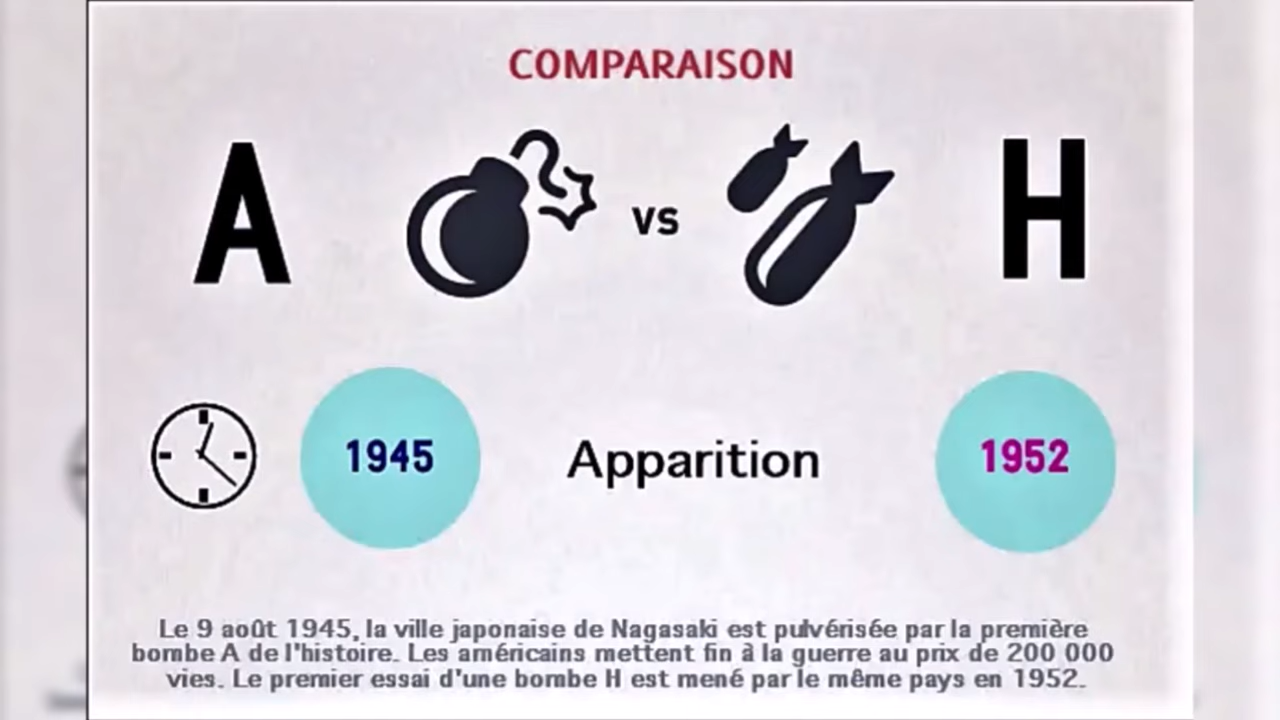 COMPARAISON
A vs H
1945 Apparition 1952
Le 9 août 1945, la ville japonaise de Nagasaki est pulvérisée par la première
bombe A de l'histoire. Les américains mettent fin à la guerre au prix de 200 000
vies. Le premier essai d'une bombe H est mené par le même pays en 1952.